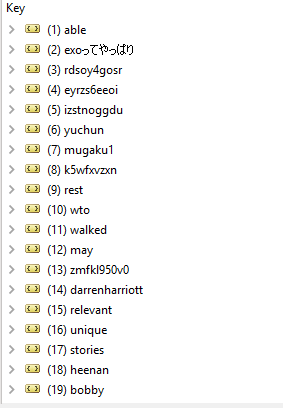 Key
(1) able
(2) exoってやっぱり
(3) rdsoy4gosr
(4) eyrzs6eeoi
(5) izstnoggdu
(6) yuchun
(7) mugaku1
(8) k5wfxvzxn
(9) rest
(10) wto
(11) walked
(12) may
(13) zmfkl950v0
(14) darrenharriott
(15) relevant
(16) unique
(17) stories
(18) heenan
(19) bobby